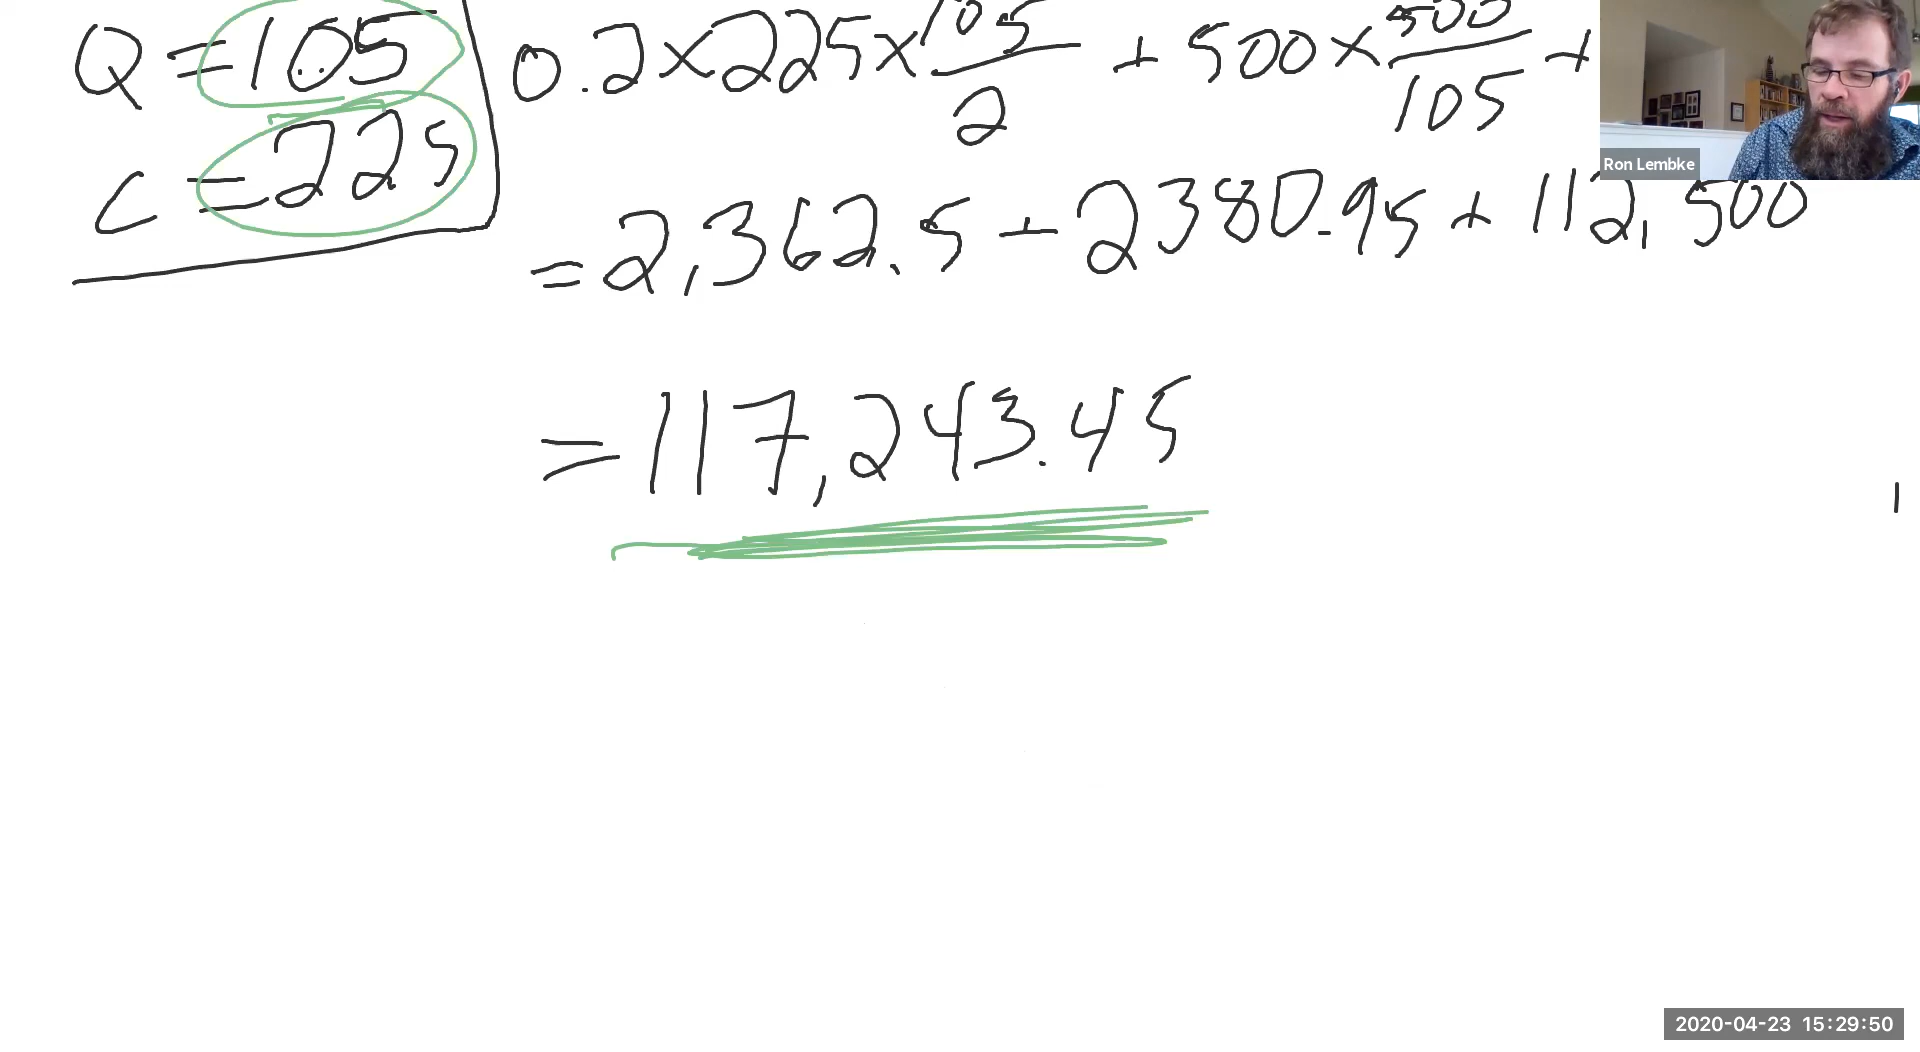 Q = 105
0.2 × 225 × 105/2 + 500 × 500/105 +
C = 225
Ron Lembke
= 2,362.5 + 2380.95 + 112,500
= 117,243.45
2020-04-23 15:29:50